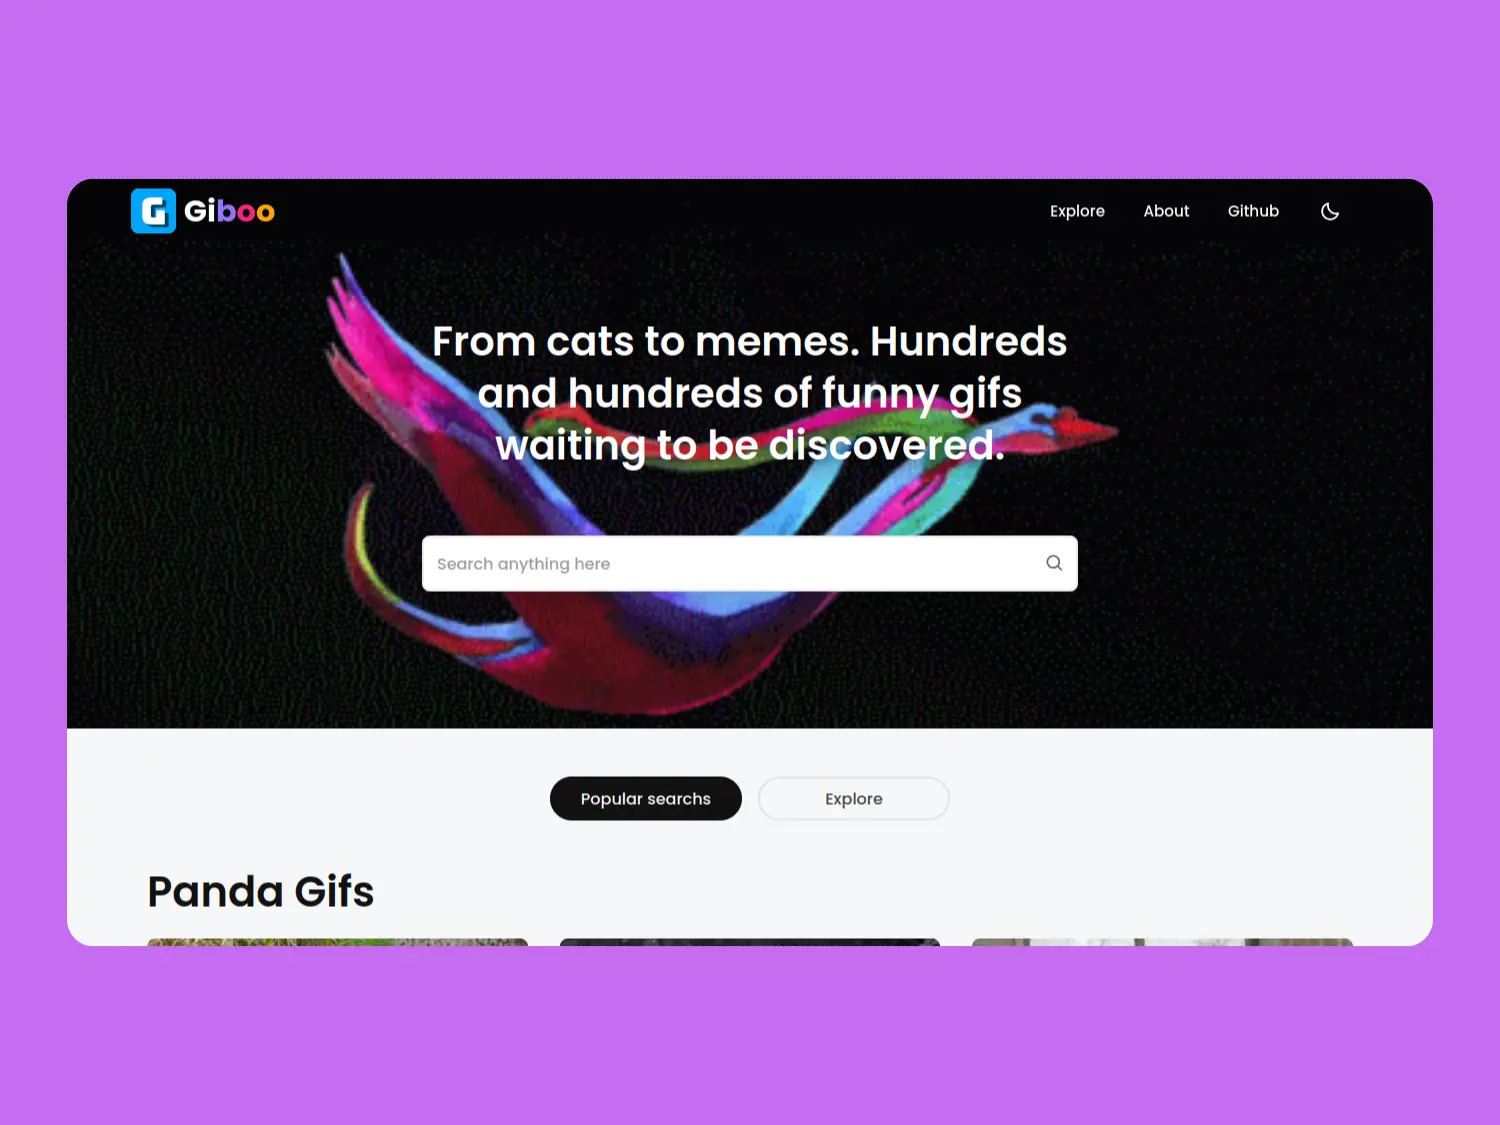 Giboo
Explore
About
Github
From cats to memes. Hundreds
and hundreds of funny gifs
waiting to be discovered.
Search anything here
Popular searchs
Explore
Panda Gifs